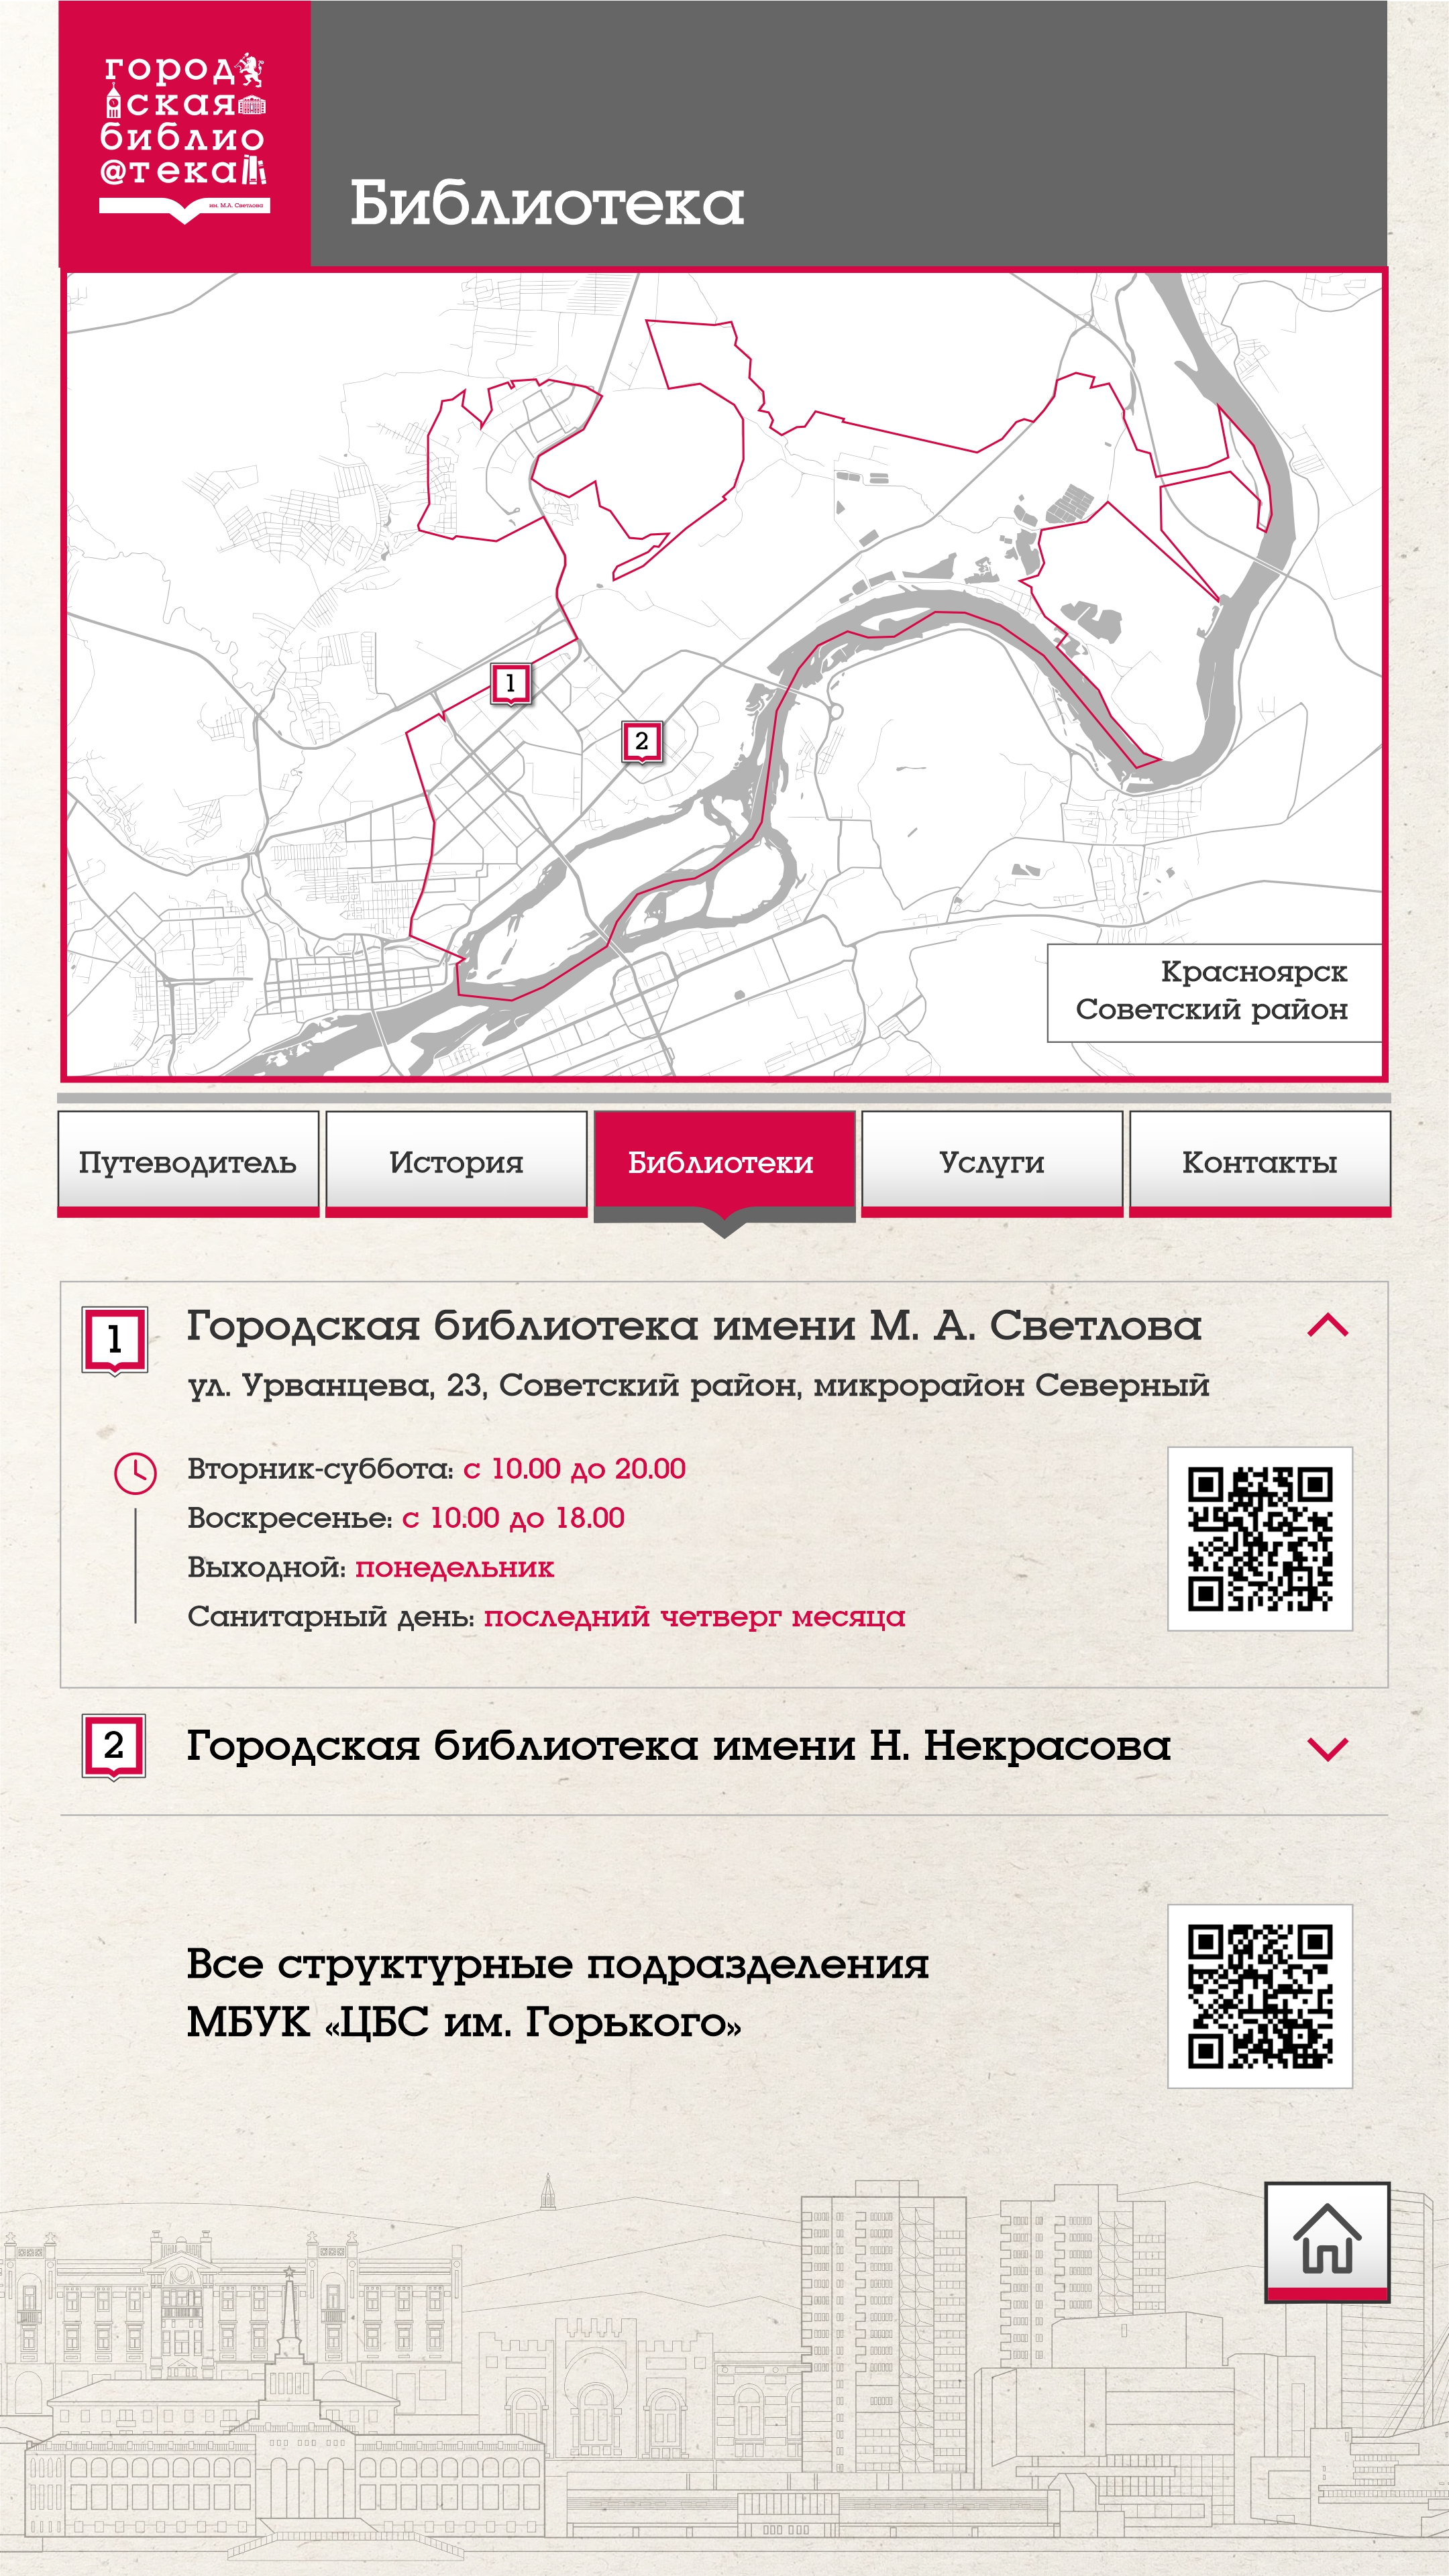 город
ская
библио
@тека
им. М.А. Светлова
Библиотека
1
2
Красноярск
Советский район
Путеводитель
История
Библиотеки
Услуги
Контакты
1
Городская библиотека имени М. А. Светлова
ул. Урванцева, 23, Советский район, микрорайон Северный
Вторник-суббота: с 10.00 до 20.00
Воскресенье: с 10.00 до 18.00
Выходной: понедельник
Санитарный день: последний четверг месяца
2
Городская библиотека имени Н. Некрасова
Все структурные подразделения
МБУК «ЦБС им. Горького»